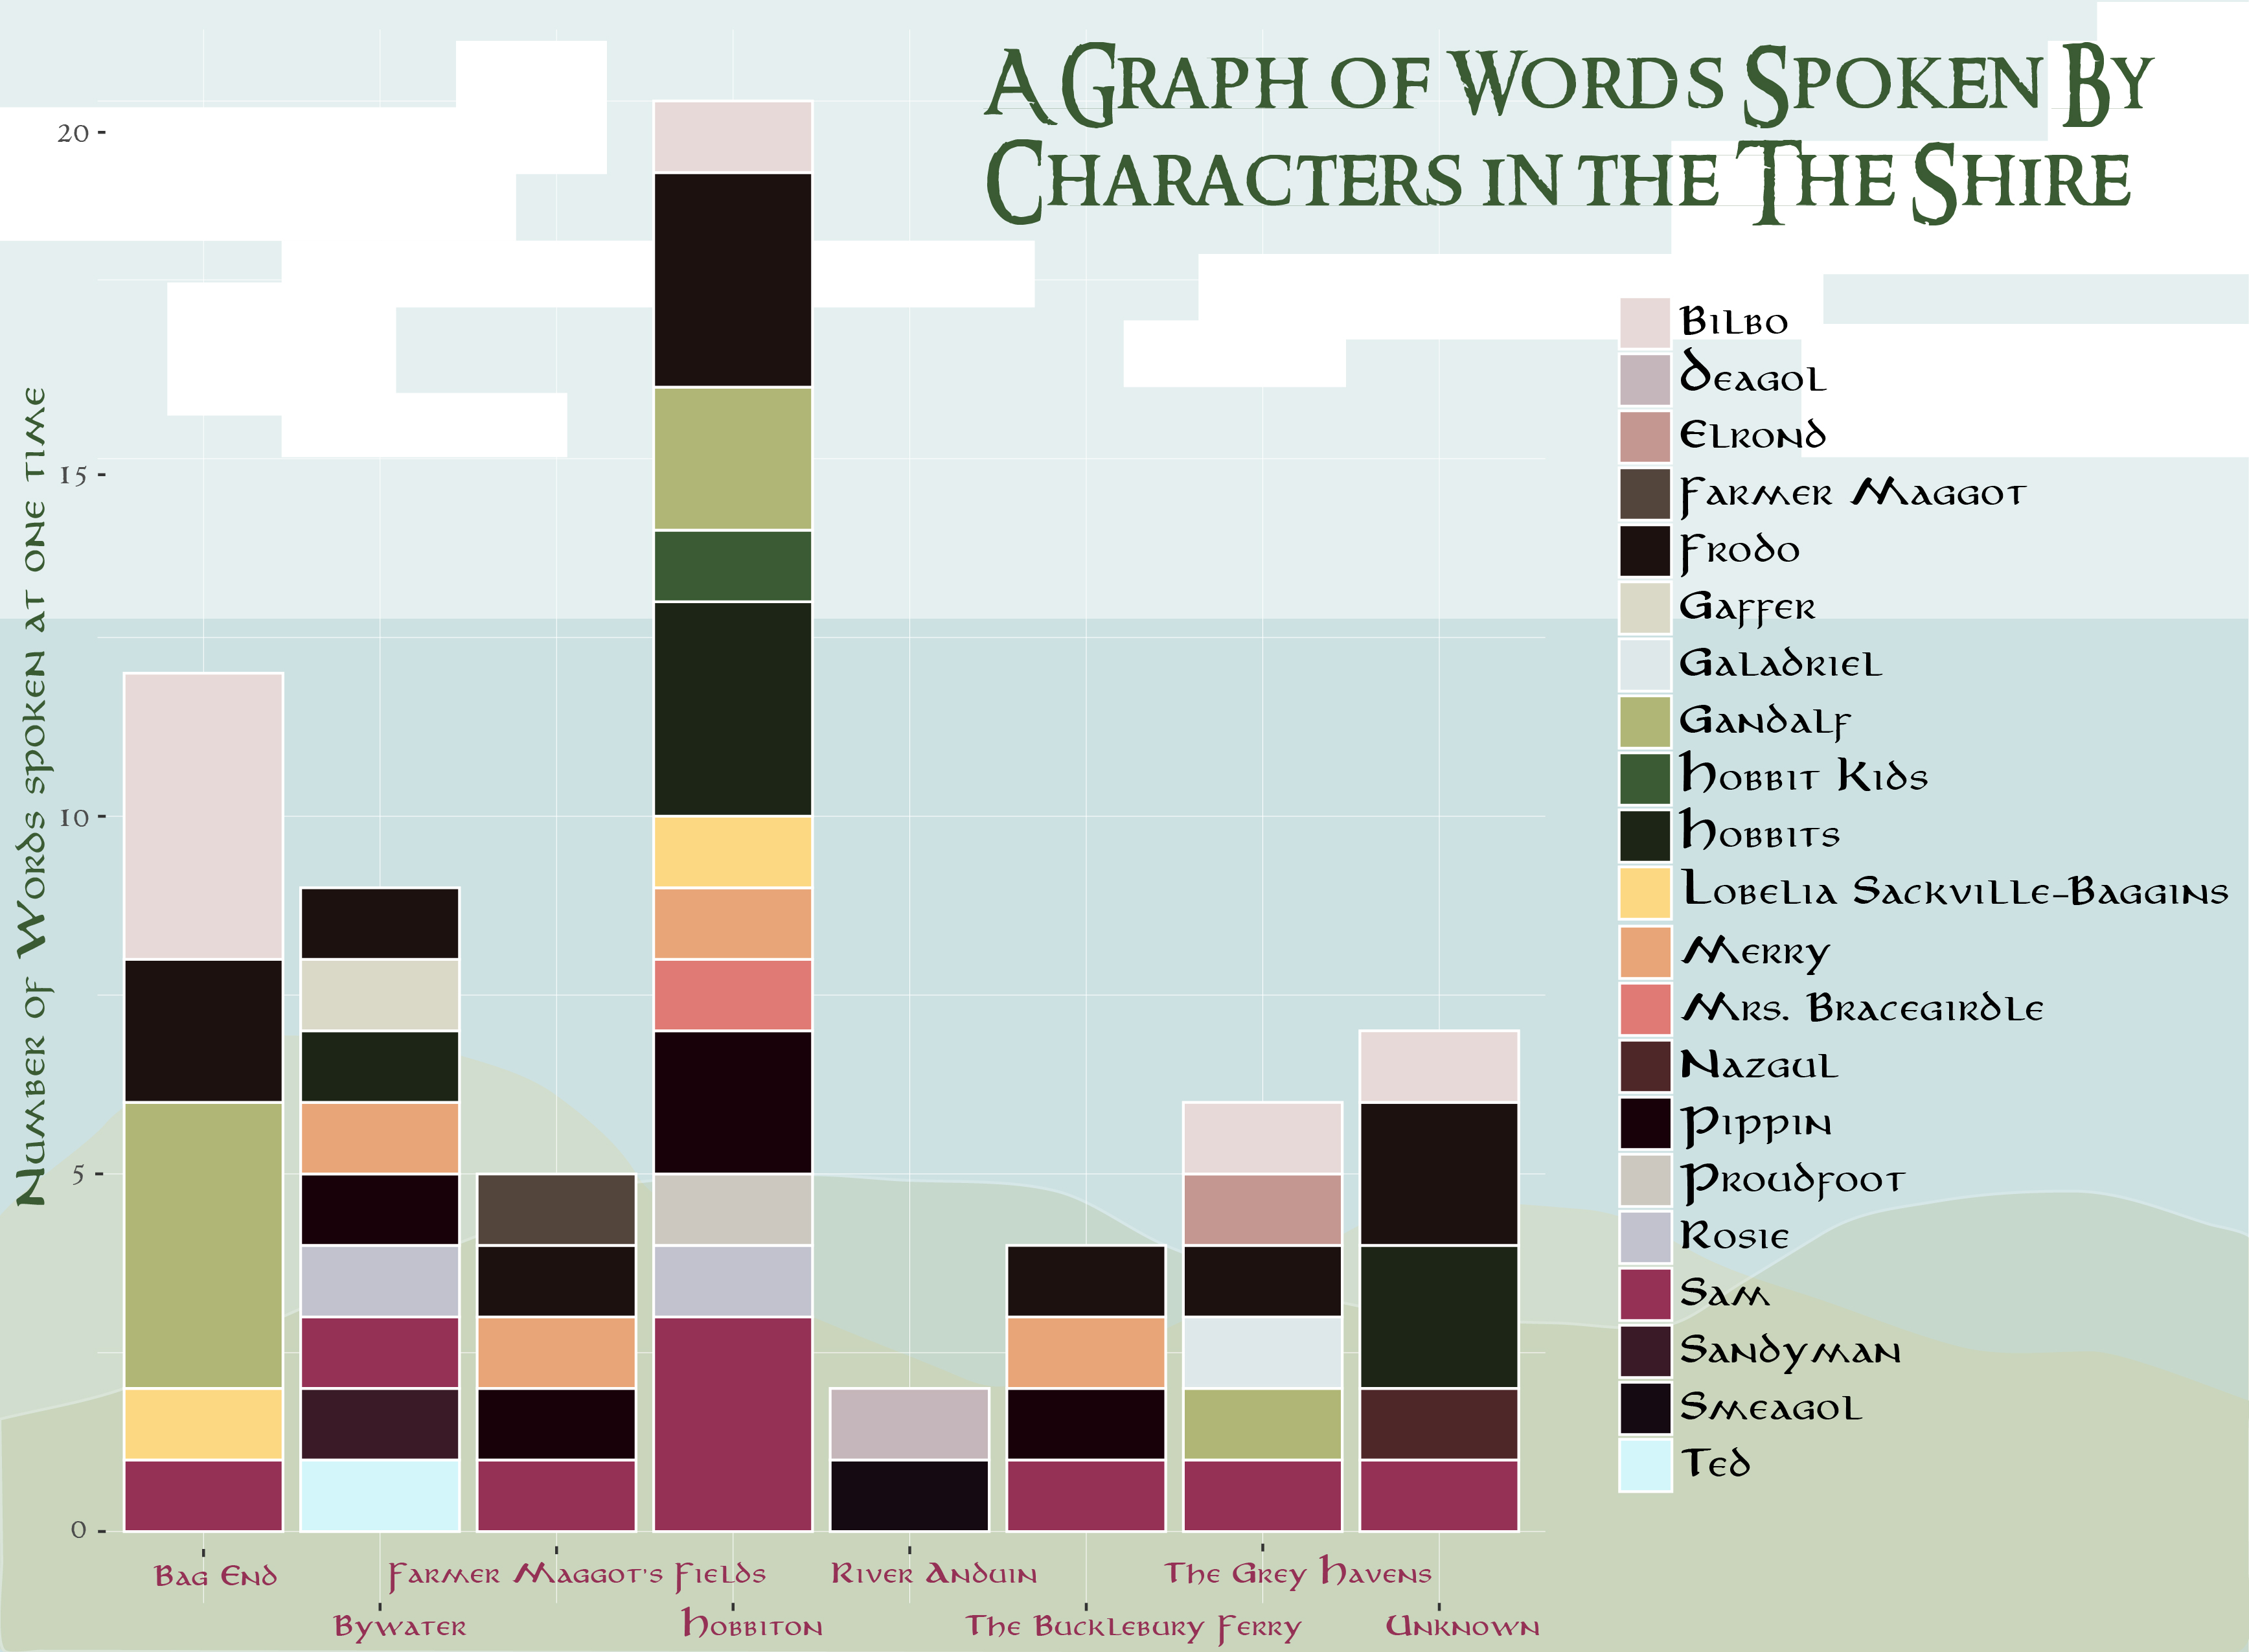 A Graph of Words Spoken By
Characters in the The Shire
Number of Words spoken at one time
20
15
10
5
0
Bilbo
Deagol
Elrond
Farmer Maggot
Frodo
Gaffer
Galadriel
Gandalf
Hobbit Kids
Hobbits
Lobelia Sackville-Baggins
Merry
Mrs. Bracegirdle
Nazgul
Pippin
Proudfoot
Rosie
Sam
Sandyman
Smeagol
Ted
Bag End
Farmer Maggot's Fields
River Anduin
The Grey Havens
Bywater
Hobbiton
The Bucklebury Ferry
Unknown